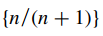 {n/(n + 1)}